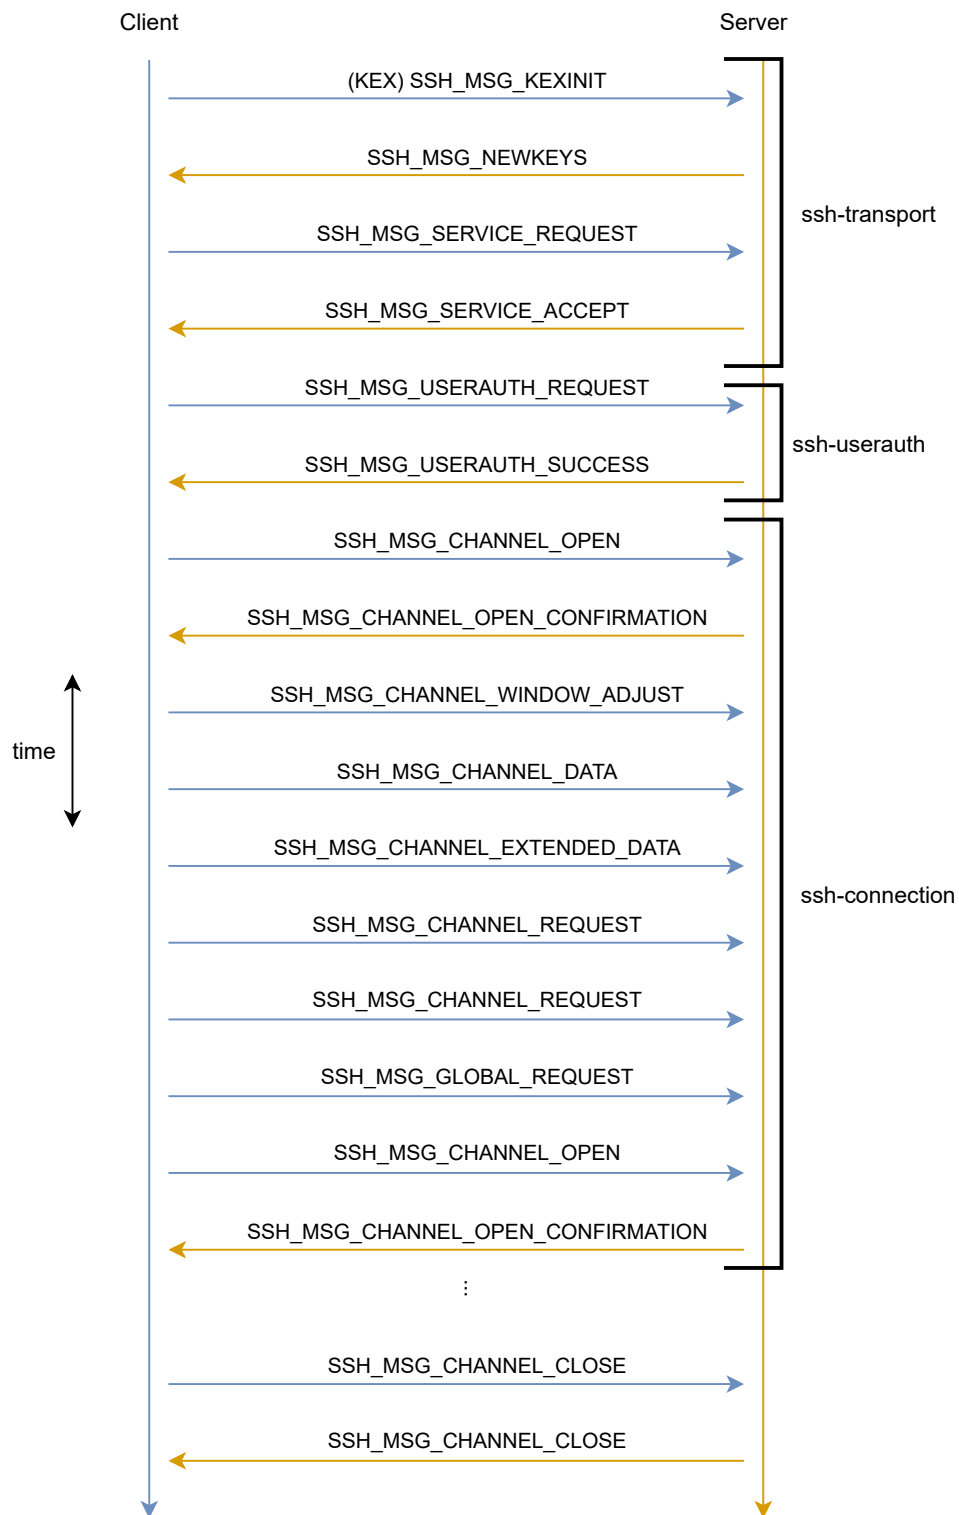 Client
Server
(KEX) SSH_MSG_KEXINIT
SSH_MSG_NEWKEYS
ssh-transport
SSH_MSG_SERVICE_REQUEST
SSH_MSG_SERVICE_ACCEPT
SSH_MSG_USERAUTH_REQUEST
ssh-userauth
SSH_MSG_USERAUTH_SUCCESS
SSH_MSG_CHANNEL_OPEN
SSH_MSG_CHANNEL_OPEN_CONFIRMATION
SSH_MSG_CHANNEL_WINDOW_ADJUST
time
SSH_MSG_CHANNEL_DATA
SSH_MSG_CHANNEL_EXTENDED_DATA
ssh-connection
SSH_MSG_CHANNEL_REQUEST
SSH_MSG_CHANNEL_REQUEST
SSH_MSG_GLOBAL_REQUEST
SSH_MSG_CHANNEL_OPEN
SSH_MSG_CHANNEL_OPEN_CONFIRMATION
⋮
SSH_MSG_CHANNEL_CLOSE
SSH_MSG_CHANNEL_CLOSE